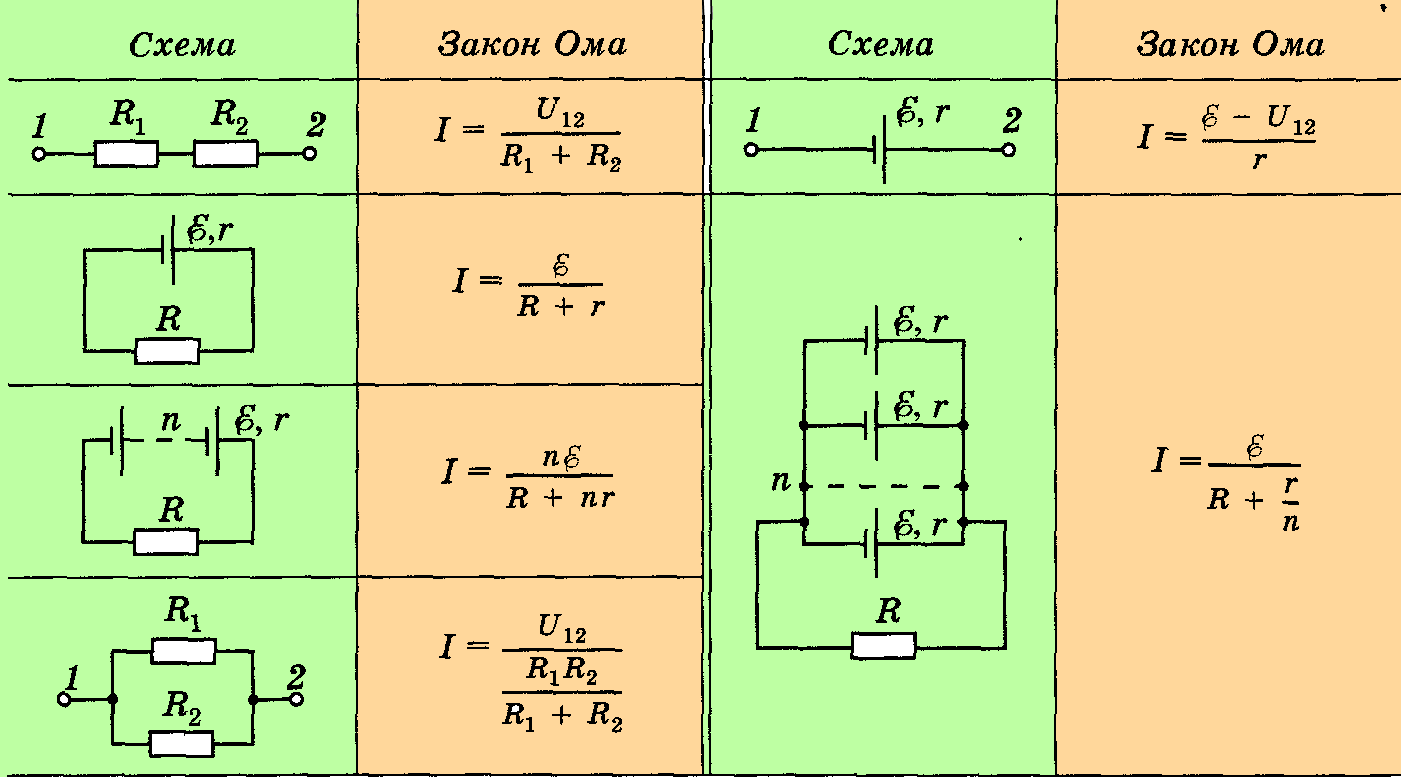 Схема
Закон Ома
Схема
Закон Ома
1 R₁ R₂ 2
I = U₁₂ / (R₁ + R₂)
ℰ, r
R
I = ℰ / (R + r)
n ℰ, r
R
I = nℰ / (R + nr)
R₁
1 2
R₂
I = U₁₂ / (R₁R₂ / (R₁ + R₂))
1 ℰ, r 2
I = (ℰ − U₁₂) / r
ℰ, r
ℰ, r
n
ℰ, r
R
I = ℰ / (R + r/n)